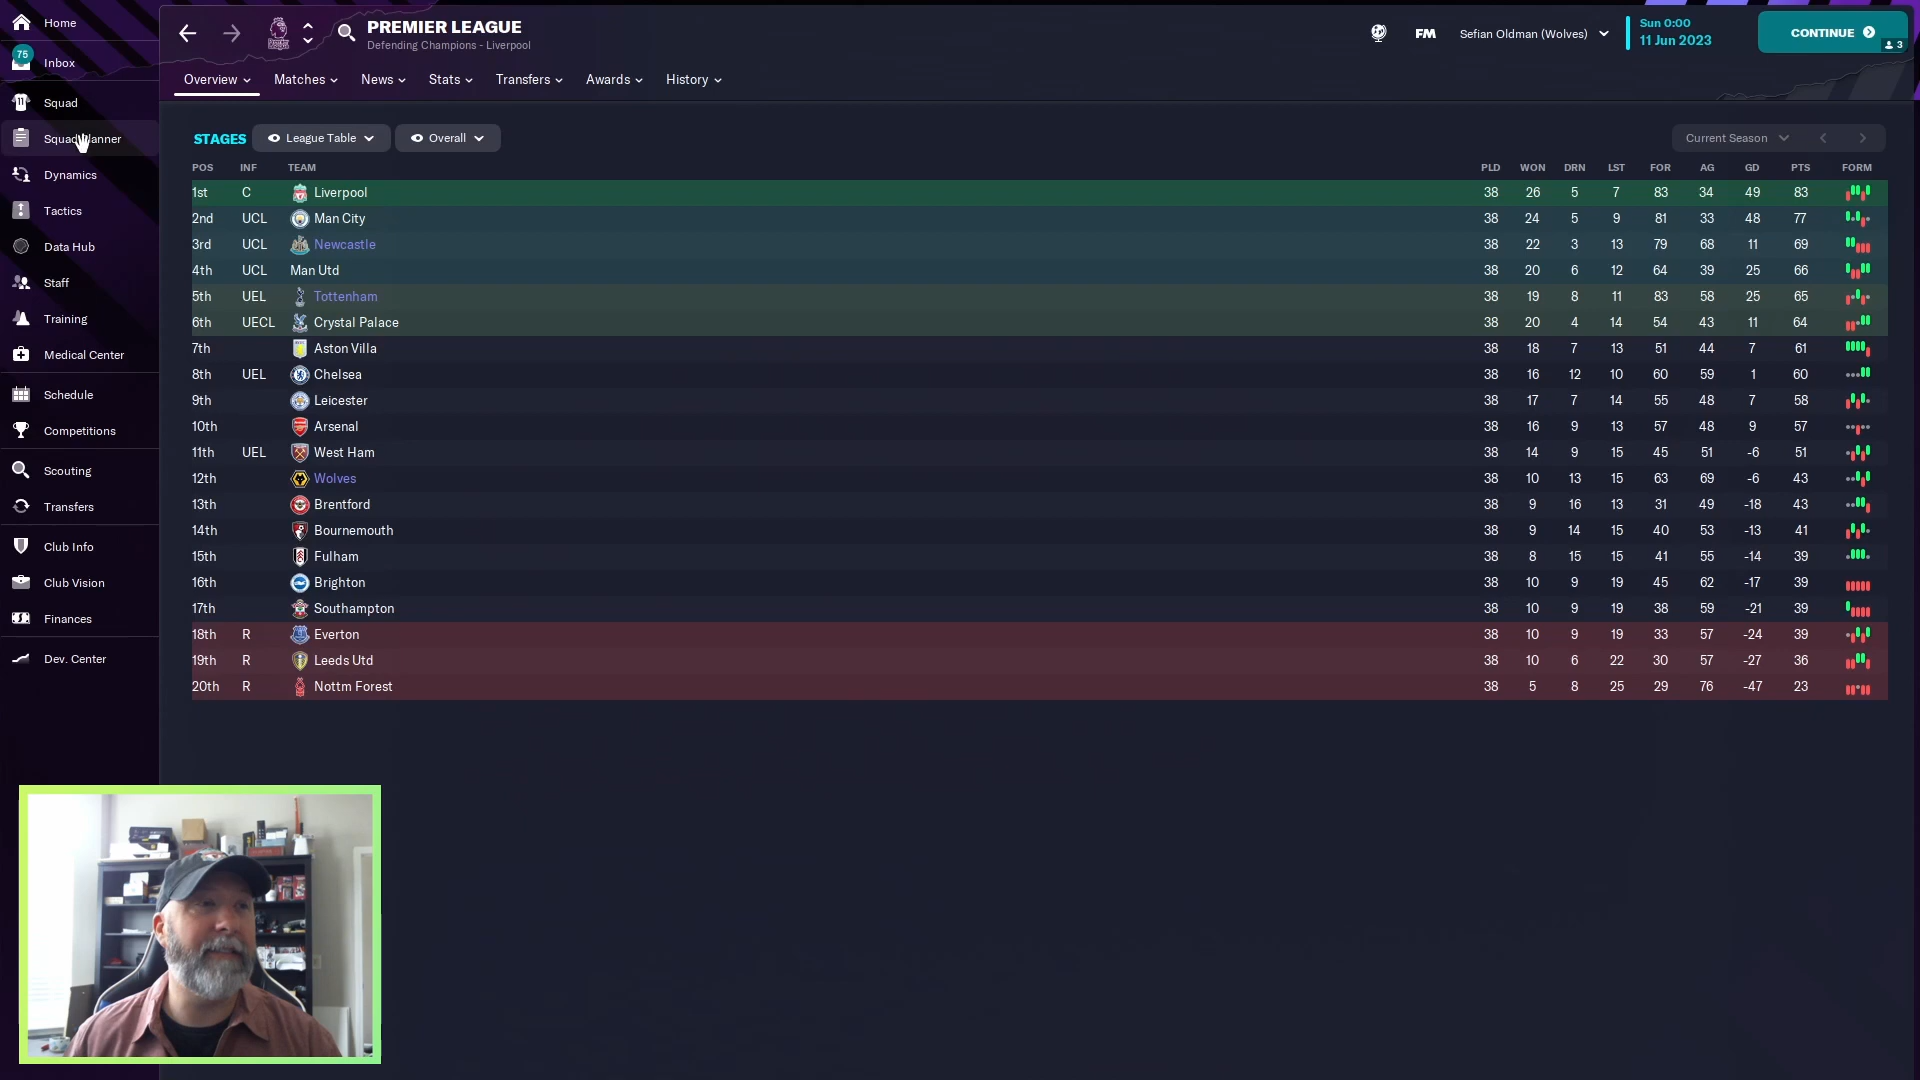 Home
75
Inbox
Squad
Squad Planner
Dynamics
Tactics
Data Hub
Staff
Training
Medical Center
Schedule
Competitions
Scouting
Transfers
Club Info
Club Vision
Finances
Dev. Center
PREMIER LEAGUE
Defending Champions - Liverpool
FM Sefian Oldman (Wolves)
Sun 0:00
11 Jun 2023
CONTINUE
3
Overview Matches News Stats Transfers Awards History
STAGES League Table Overall Current Season
POS INF TEAM PLD WON DRN LST FOR AG GD PTS FORM
1st C Liverpool 38 26 5 7 83 34 49 83
2nd UCL Man City 38 24 5 9 81 33 48 77
3rd UCL Newcastle 38 22 3 13 79 68 11 69
4th UCL Man Utd 38 20 6 12 64 39 25 66
5th UEL Tottenham 38 19 8 11 83 58 25 65
6th UECL Crystal Palace 38 20 4 14 54 43 11 64
7th Aston Villa 38 18 7 13 51 44 7 61
8th UEL Chelsea 38 16 12 10 60 59 1 60
9th Leicester 38 17 7 14 55 48 7 58
10th Arsenal 38 16 9 13 57 48 9 57
11th UEL West Ham 38 14 9 15 45 51 -6 51
12th Wolves 38 10 13 15 63 69 -6 43
13th Brentford 38 9 16 13 31 49 -18 43
14th Bournemouth 38 9 14 15 40 53 -13 41
15th Fulham 38 8 15 15 41 55 -14 39
16th Brighton 38 10 9 19 45 62 -17 39
17th Southampton 38 10 9 19 38 59 -21 39
18th R Everton 38 10 9 19 33 57 -24 39
19th R Leeds Utd 38 10 6 22 30 57 -27 36
20th R Nottm Forest 38 5 8 25 29 76 -47 23